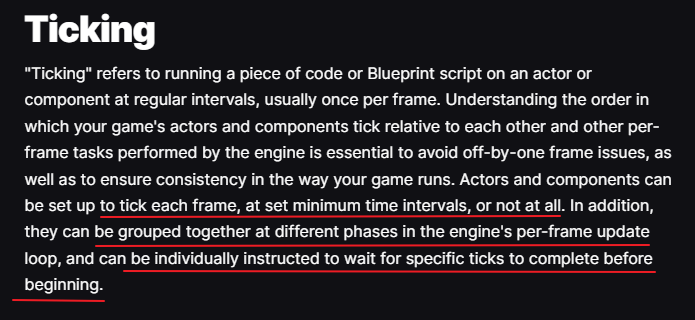 Ticking
"Ticking" refers to running a piece of code or Blueprint script on an actor or
component at regular intervals, usually once per frame. Understanding the order in
which your game's actors and components tick relative to each other and other per-
frame tasks performed by the engine is essential to avoid off-by-one frame issues, as
well as to ensure consistency in the way your game runs. Actors and components can
be set up to tick each frame, at set minimum time intervals, or not at all. In addition,
they can be grouped together at different phases in the engine's per-frame update
loop, and can be individually instructed to wait for specific ticks to complete before
beginning.